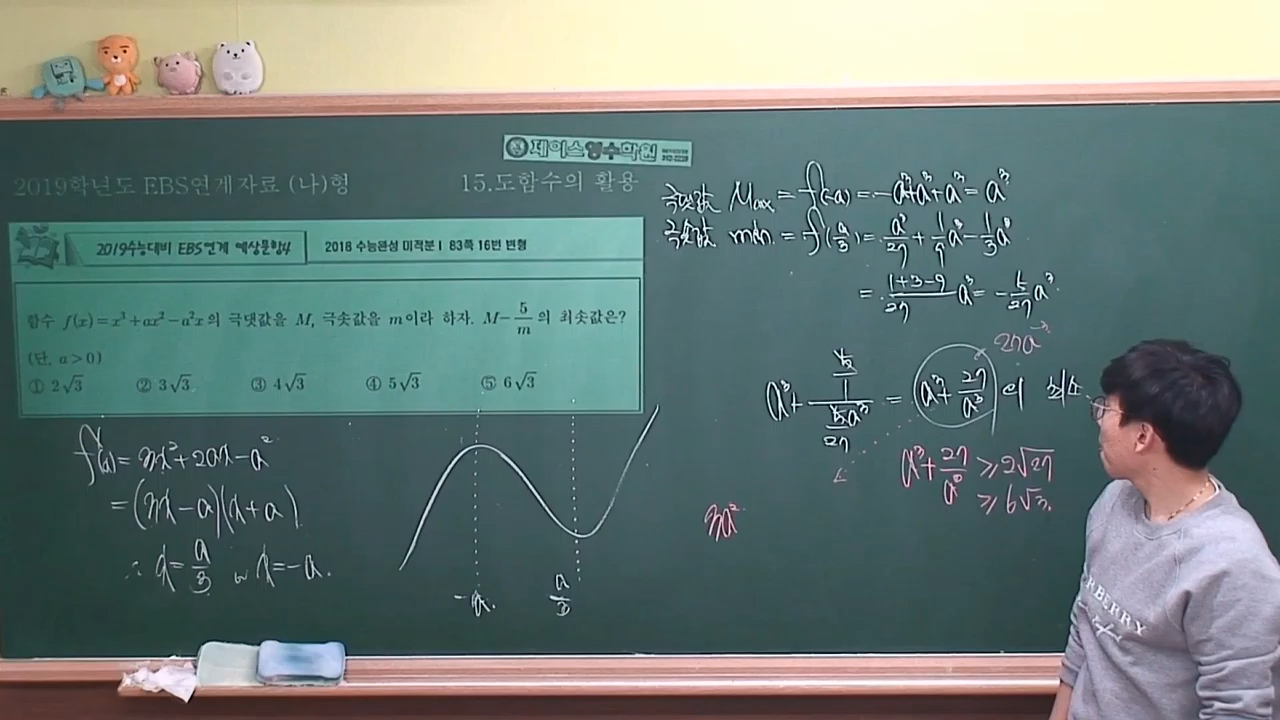 제이스영수학원
2019학년도 EBS연계자료 (나)형
15.도함수의 활용
2019수능대비 EBS연계 예상문항4
2018 수능완성 미적분Ⅰ 83쪽 16번 변형
함수 f(x)=x³+ax²−a²x의 극댓값을 M, 극솟값을 m이라 하자. M−5/m의 최솟값은?
(단, a>0)
① 2√3 ② 3√3 ③ 4√3 ④ 5√3 ⑤ 6√3
f'(x)=3x²+2ax−a²
=(3x−a)(x+a)
∴ x=a/3 or x=−a.
−a. a/3
극댓값 Max = f(−a) = −a³+a³+a³ = a³
극솟값 min. = f(a/3) = a³/27 + 1/9a³ − 1/3a³
= (1+3−9)/27 a³ = −5/27 a³.
27a⁻³
= a³+27/a³ 의 최소
a³+27/a³ ≥ 2√27
≥ 6√3.
3a²